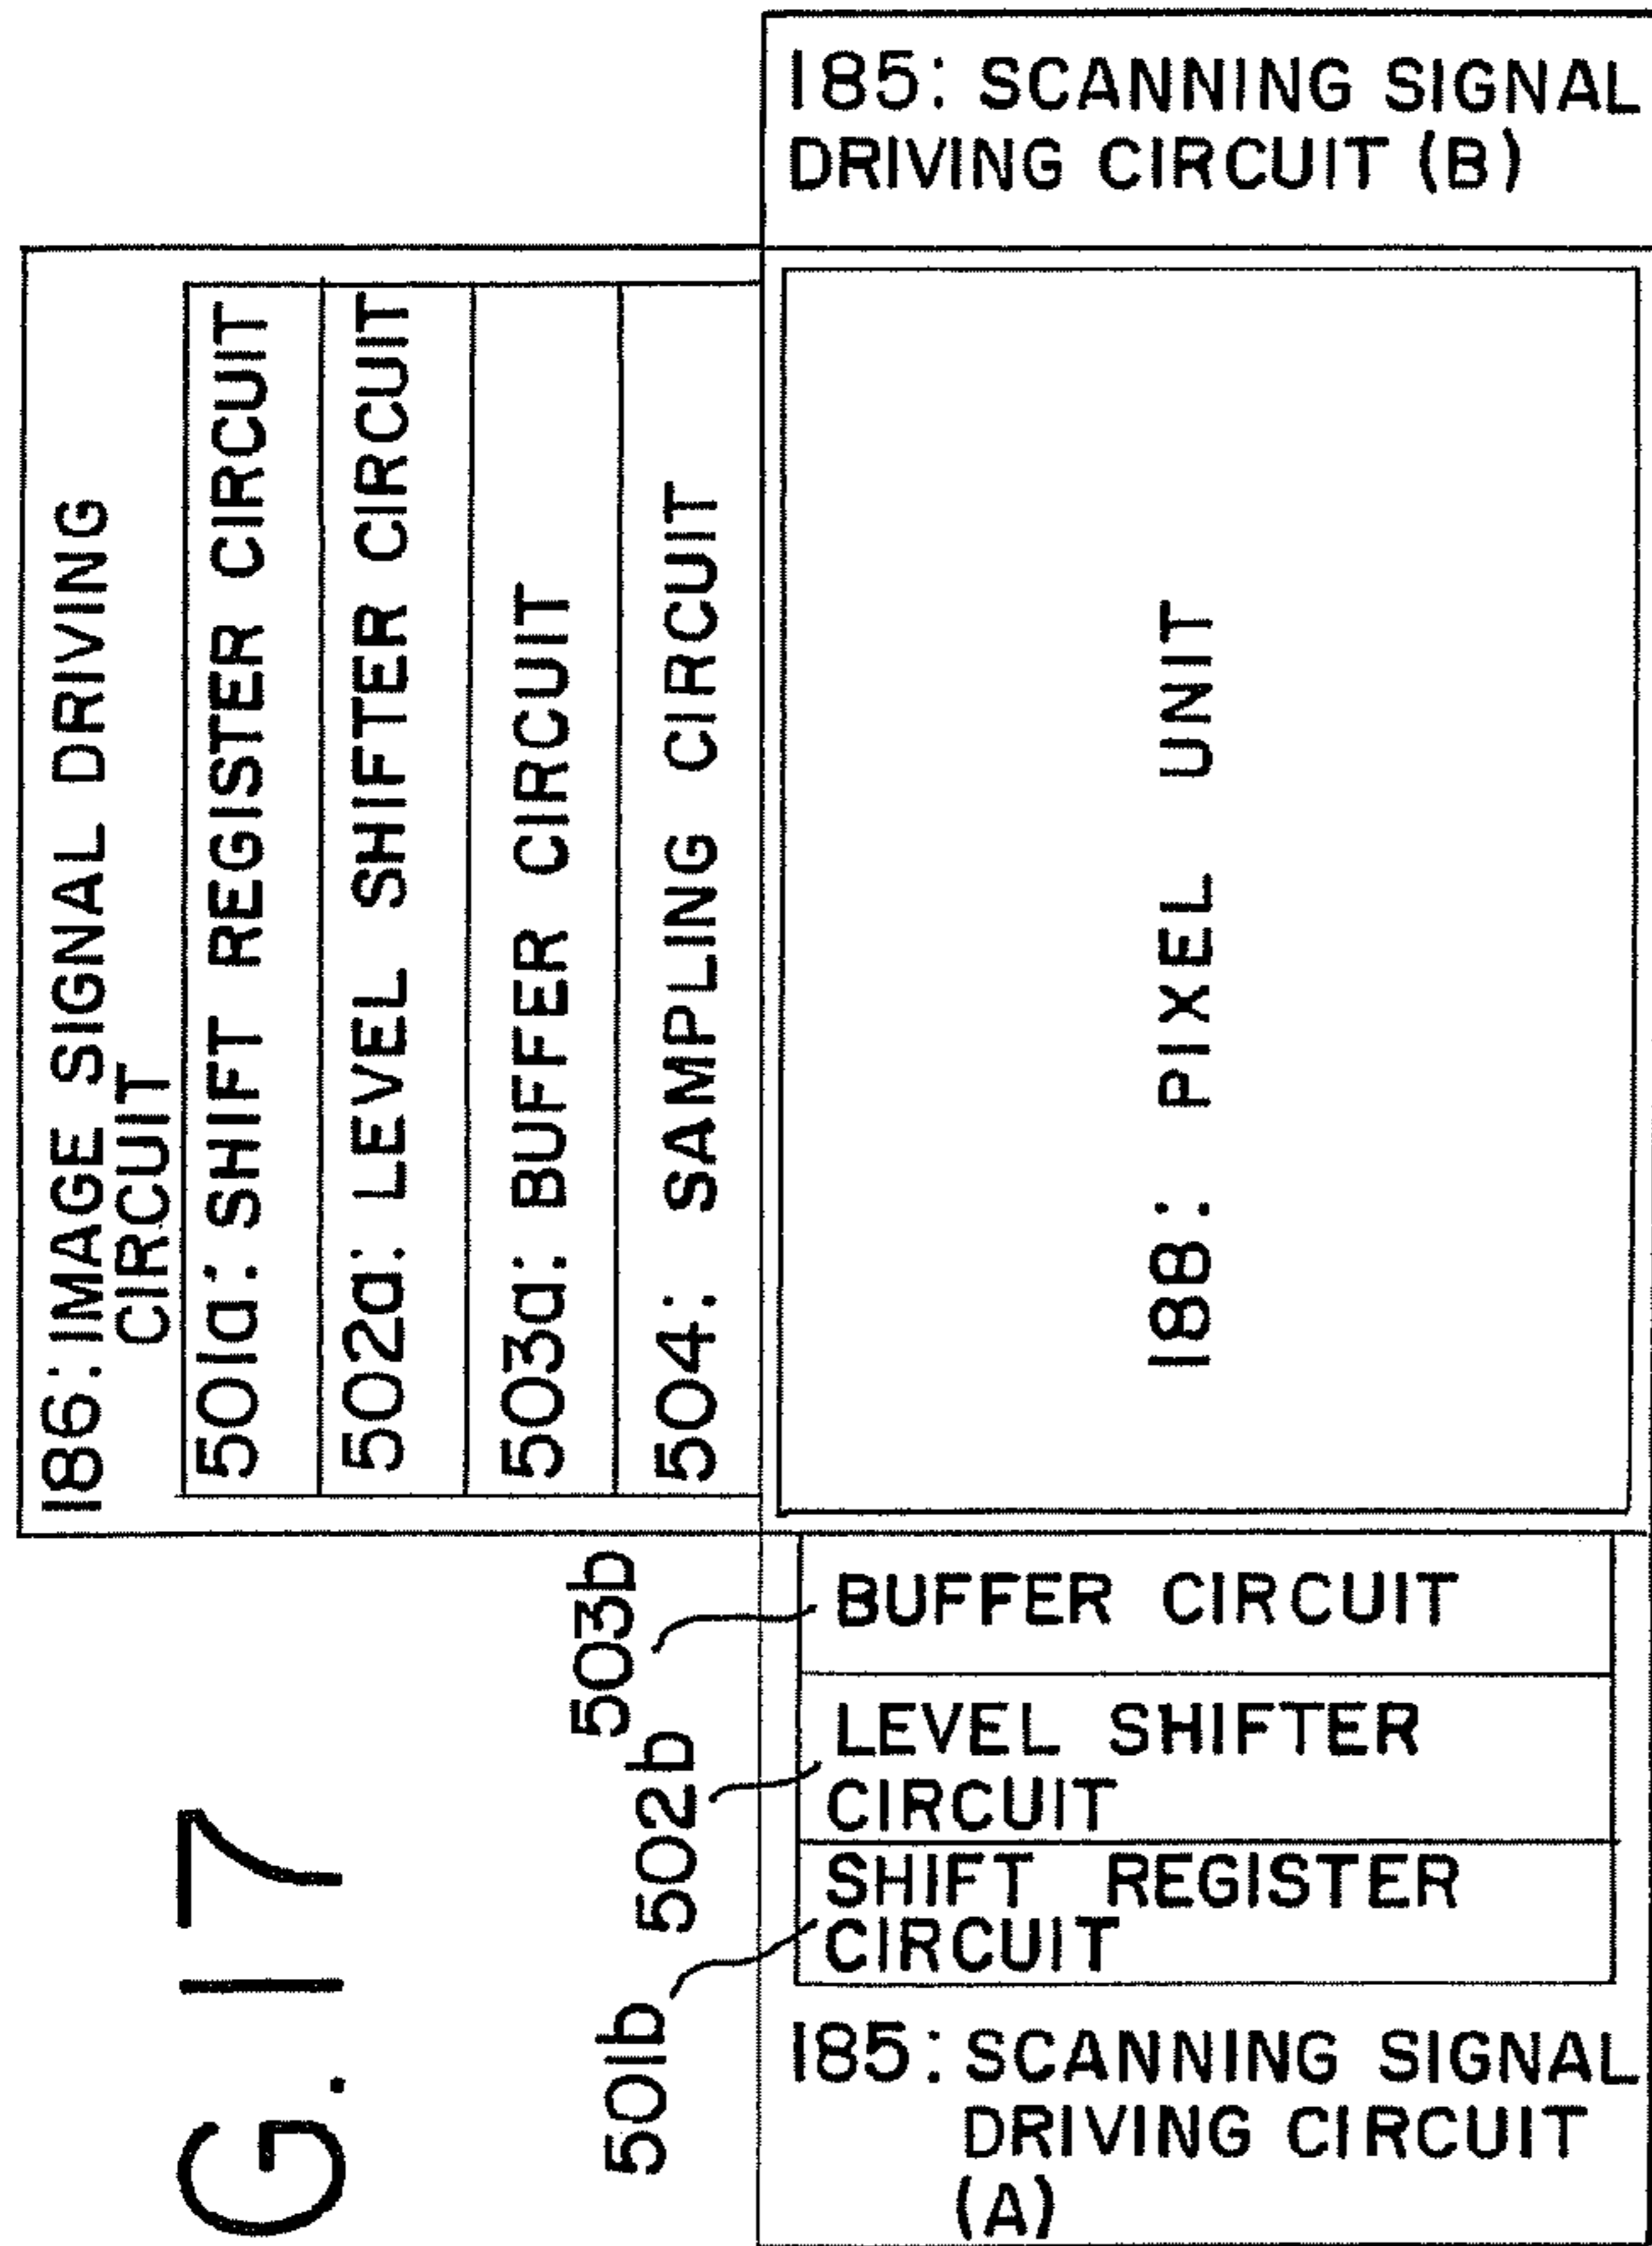 G. 17
186: IMAGE SIGNAL DRIVING
CIRCUIT
501a: SHIFT REGISTER CIRCUIT
502a: LEVEL SHIFTER CIRCUIT
503a: BUFFER CIRCUIT
504: SAMPLING CIRCUIT
185: SCANNING SIGNAL
DRIVING CIRCUIT (B)
188: PIXEL UNIT
503b
BUFFER CIRCUIT
502b
LEVEL SHIFTER
CIRCUIT
501b
SHIFT REGISTER
CIRCUIT
185: SCANNING SIGNAL
DRIVING CIRCUIT
(A)